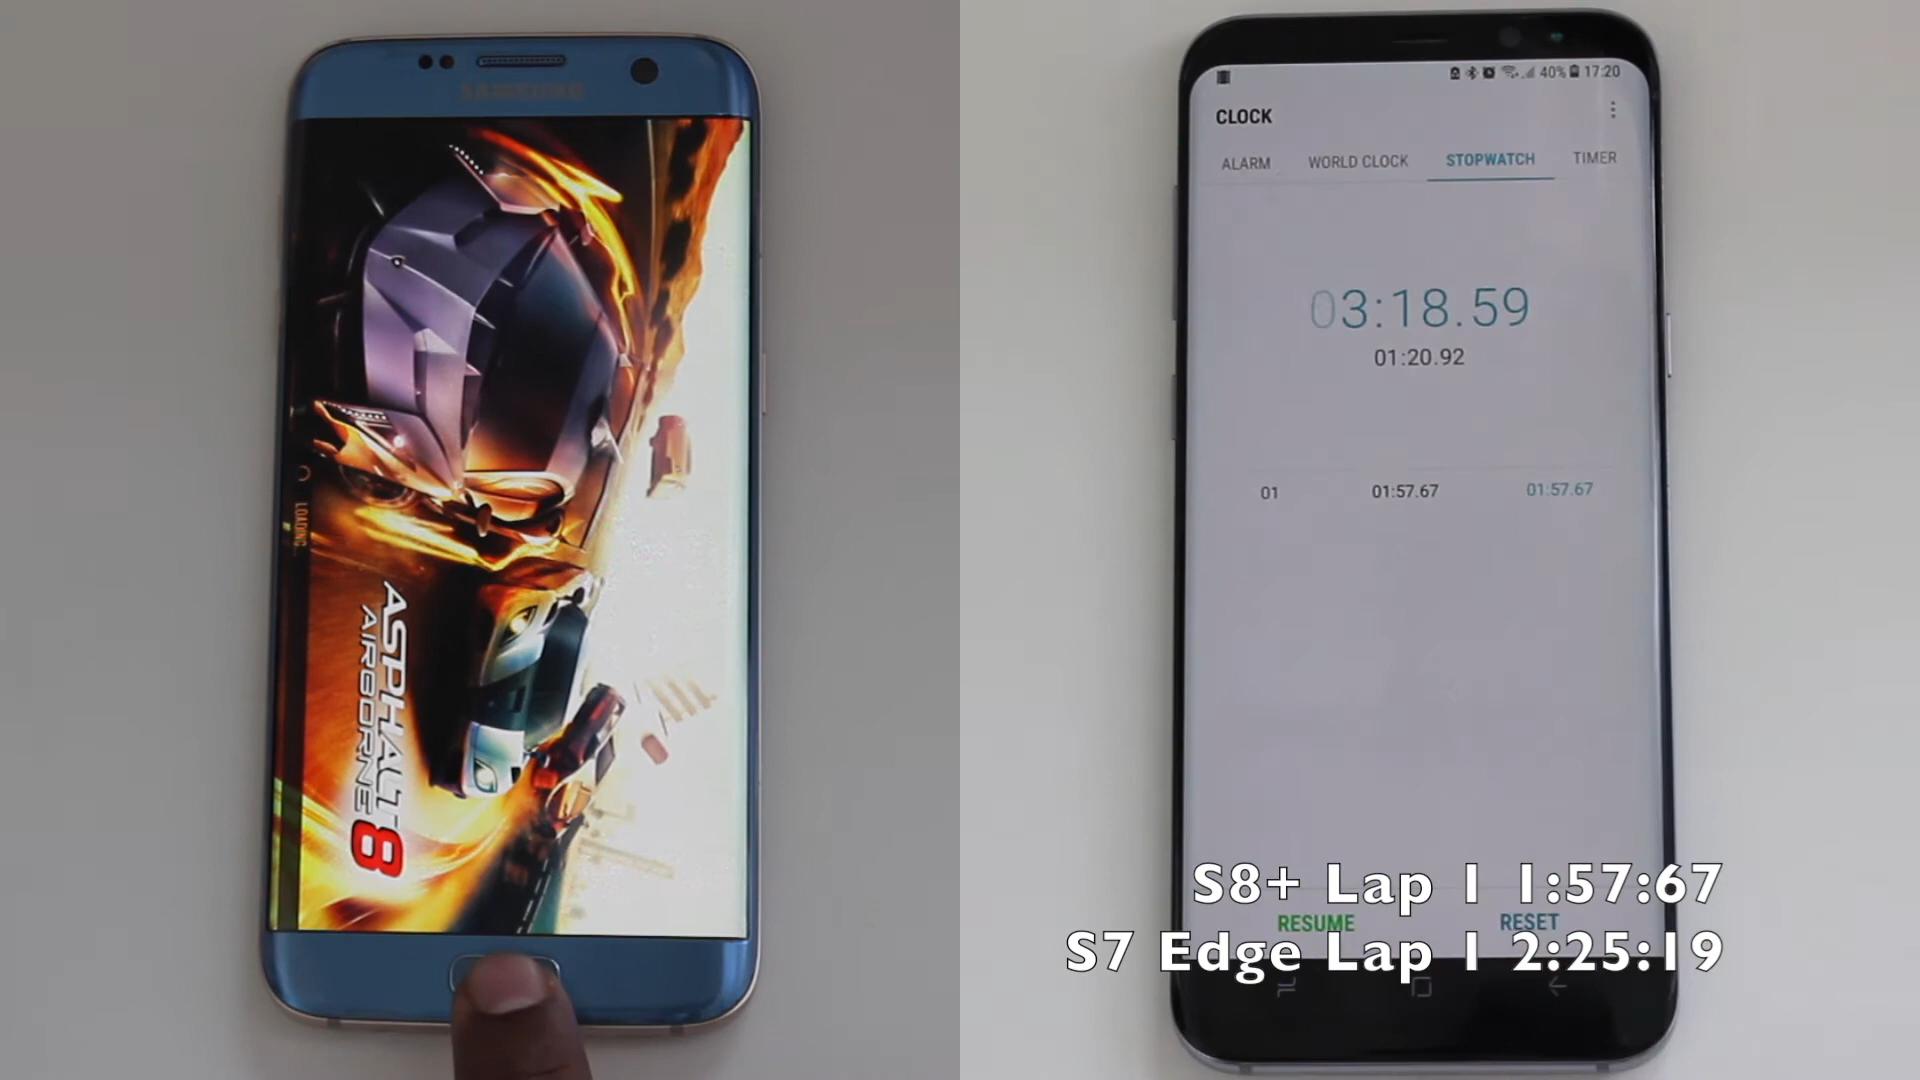 SAMSUNG
LOADING...
ASPHALT 8
AIRBORNE
40% 17:20
CLOCK
ALARM WORLD CLOCK STOPWATCH TIMER
03:18.59
01:20.92
01 01:57.67 01:57.67
S8+ Lap 1 1:57:67
RESUME RESET
S7 Edge Lap 1 2:25:19